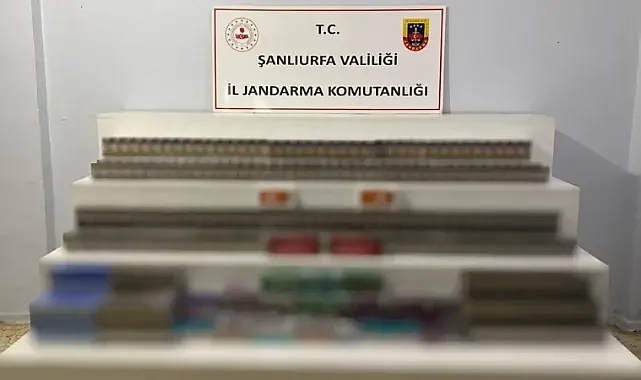 T.C.
ŞANLIURFA VALİLİĞİ
İL JANDARMA KOMUTANLIĞI